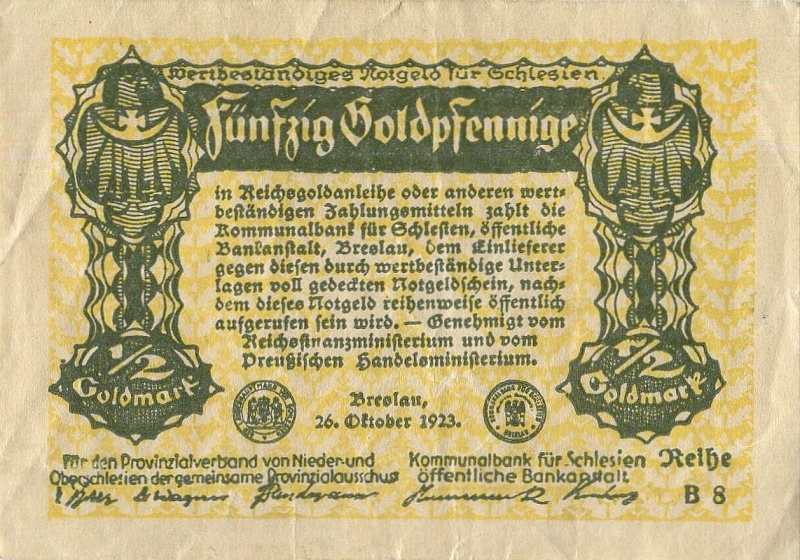 Wertbeständiges Notgeld für Schlesien.
Fünfzig Goldpfennige
in Reichsgoldanleihe oder anderen wert-
beständigen Zahlungsmitteln zahlt die
Kommunalbank für Schlesien, öffentliche
Bankanstalt, Breslau, dem Einlieferer
gegen diesen durch wertbeständige Unter-
lagen voll gedeckten Notgeldschein, nach-
dem dieses Notgeld reihenweise öffentlich
aufgerufen sein wird. — Genehmigt vom
Reichsfinanzministerium und vom
Preußischen Handelsministerium.
1/2
Goldmark
1/2
Goldmark
Breslau,
26. Oktober 1923.
Für den Provinzialverband von Nieder-und
Oberschlesien der gemeinsame Provinzialausschus
Kommunalbank für Schlesien
öffentliche Bankanstalt
Reihe
B 8